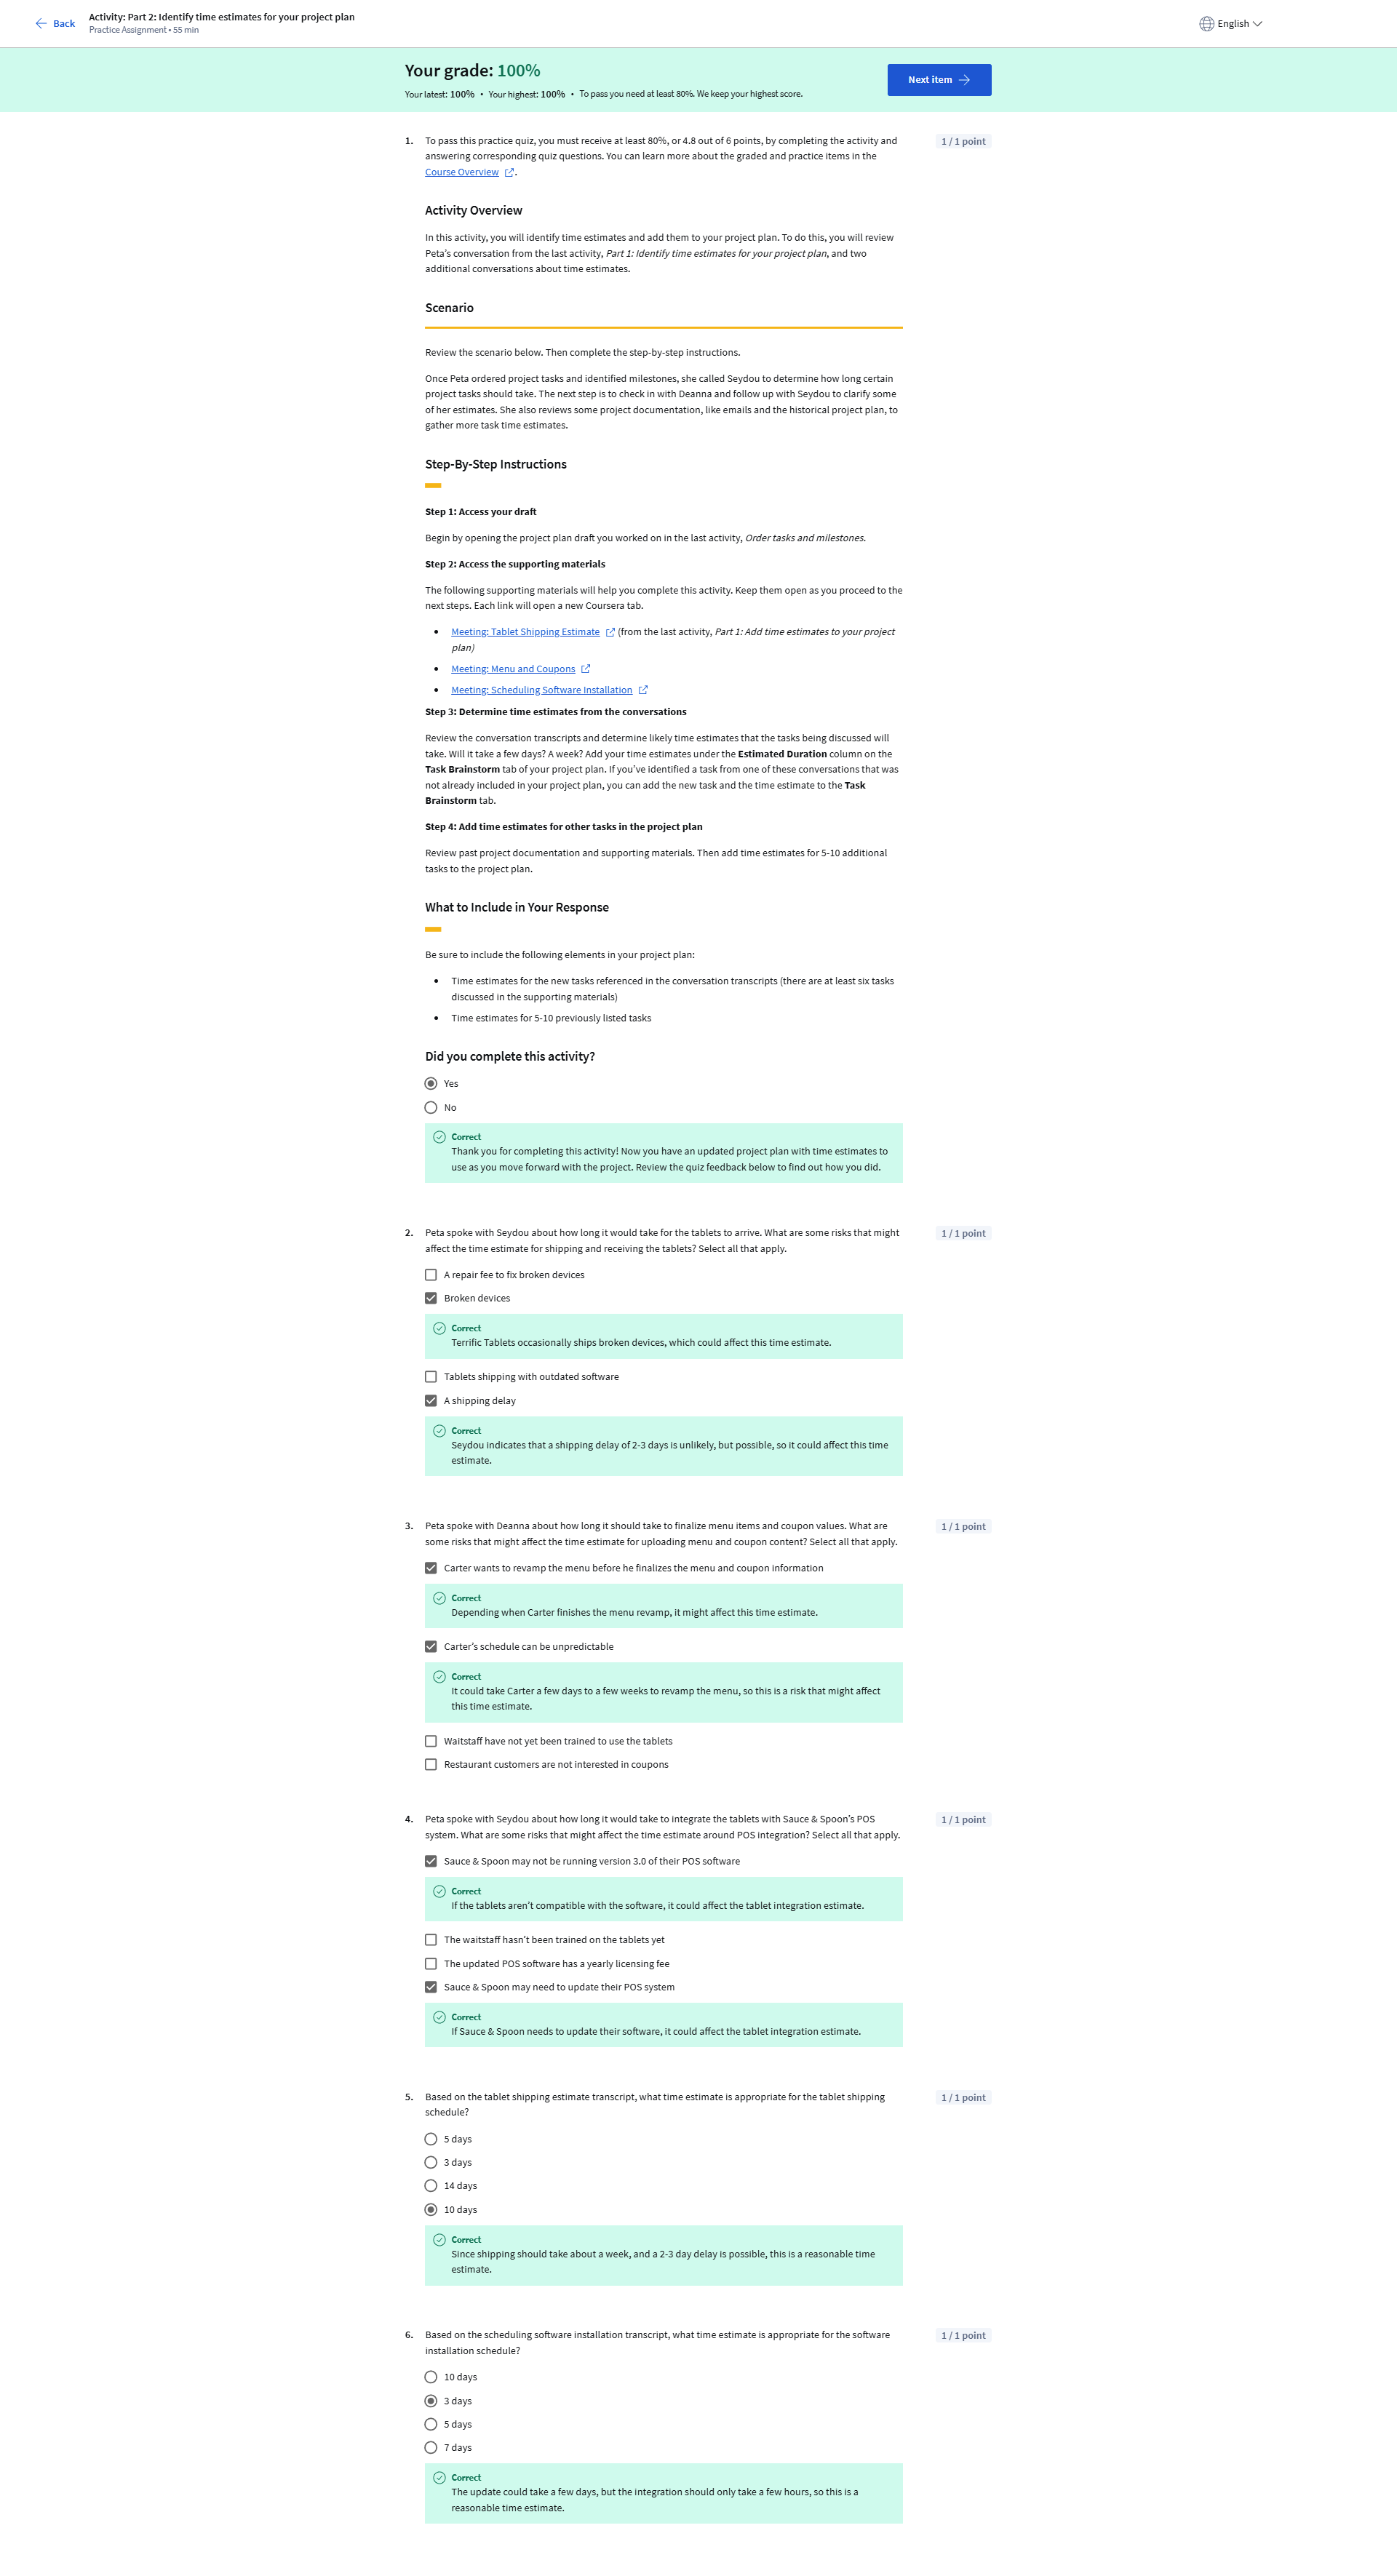 Back
Activity: Part 2: Identify time estimates for your project plan
Practice Assignment • 55 min
English
Your grade: 100%
Your latest: 100% • Your highest: 100% • To pass you need at least 80%. We keep your highest score.
Next item
1.
To pass this practice quiz, you must receive at least 80%, or 4.8 out of 6 points, by completing the activity and
answering corresponding quiz questions. You can learn more about the graded and practice items in the
Course Overview .
1 / 1 point
Activity Overview
In this activity, you will identify time estimates and add them to your project plan. To do this, you will review
Peta's conversation from the last activity, Part 1: Identify time estimates for your project plan, and two
additional conversations about time estimates.
Scenario
Review the scenario below. Then complete the step-by-step instructions.
Once Peta ordered project tasks and identified milestones, she called Seydou to determine how long certain
project tasks should take. The next step is to check in with Deanna and follow up with Seydou to clarify some
of her estimates. She also reviews some project documentation, like emails and the historical project plan, to
gather more task time estimates.
Step-By-Step Instructions
Step 1: Access your draft
Begin by opening the project plan draft you worked on in the last activity, Order tasks and milestones.
Step 2: Access the supporting materials
The following supporting materials will help you complete this activity. Keep them open as you proceed to the
next steps. Each link will open a new Coursera tab.
• Meeting: Tablet Shipping Estimate (from the last activity, Part 1: Add time estimates to your project
plan)
• Meeting: Menu and Coupons
• Meeting: Scheduling Software Installation
Step 3: Determine time estimates from the conversations
Review the conversation transcripts and determine likely time estimates that the tasks being discussed will
take. Will it take a few days? A week? Add your time estimates under the Estimated Duration column on the
Task Brainstorm tab of your project plan. If you've identified a task from one of these conversations that was
not already included in your project plan, you can add the new task and the time estimate to the Task
Brainstorm tab.
Step 4: Add time estimates for other tasks in the project plan
Review past project documentation and supporting materials. Then add time estimates for 5-10 additional
tasks to the project plan.
What to Include in Your Response
Be sure to include the following elements in your project plan:
• Time estimates for the new tasks referenced in the conversation transcripts (there are at least six tasks
discussed in the supporting materials)
• Time estimates for 5-10 previously listed tasks
Did you complete this activity?
Yes
No
Correct
Thank you for completing this activity! Now you have an updated project plan with time estimates to
use as you move forward with the project. Review the quiz feedback below to find out how you did.
2.
Peta spoke with Seydou about how long it would take for the tablets to arrive. What are some risks that might
affect the time estimate for shipping and receiving the tablets? Select all that apply.
1 / 1 point
A repair fee to fix broken devices
Broken devices
Correct
Terrific Tablets occasionally ships broken devices, which could affect this time estimate.
Tablets shipping with outdated software
A shipping delay
Correct
Seydou indicates that a shipping delay of 2-3 days is unlikely, but possible, so it could affect this time
estimate.
3.
Peta spoke with Deanna about how long it should take to finalize menu items and coupon values. What are
some risks that might affect the time estimate for uploading menu and coupon content? Select all that apply.
1 / 1 point
Carter wants to revamp the menu before he finalizes the menu and coupon information
Correct
Depending when Carter finishes the menu revamp, it might affect this time estimate.
Carter's schedule can be unpredictable
Correct
It could take Carter a few days to a few weeks to revamp the menu, so this is a risk that might affect
this time estimate.
Waitstaff have not yet been trained to use the tablets
Restaurant customers are not interested in coupons
4.
Peta spoke with Seydou about how long it would take to integrate the tablets with Sauce & Spoon's POS
system. What are some risks that might affect the time estimate around POS integration? Select all that apply.
1 / 1 point
Sauce & Spoon may not be running version 3.0 of their POS software
Correct
If the tablets aren't compatible with the software, it could affect the tablet integration estimate.
The waitstaff hasn't been trained on the tablets yet
The updated POS software has a yearly licensing fee
Sauce & Spoon may need to update their POS system
Correct
If Sauce & Spoon needs to update their software, it could affect the tablet integration estimate.
5.
Based on the tablet shipping estimate transcript, what time estimate is appropriate for the tablet shipping
schedule?
1 / 1 point
5 days
3 days
14 days
10 days
Correct
Since shipping should take about a week, and a 2-3 day delay is possible, this is a reasonable time
estimate.
6.
Based on the scheduling software installation transcript, what time estimate is appropriate for the software
installation schedule?
1 / 1 point
10 days
3 days
5 days
7 days
Correct
The update could take a few days, but the integration should only take a few hours, so this is a
reasonable time estimate.